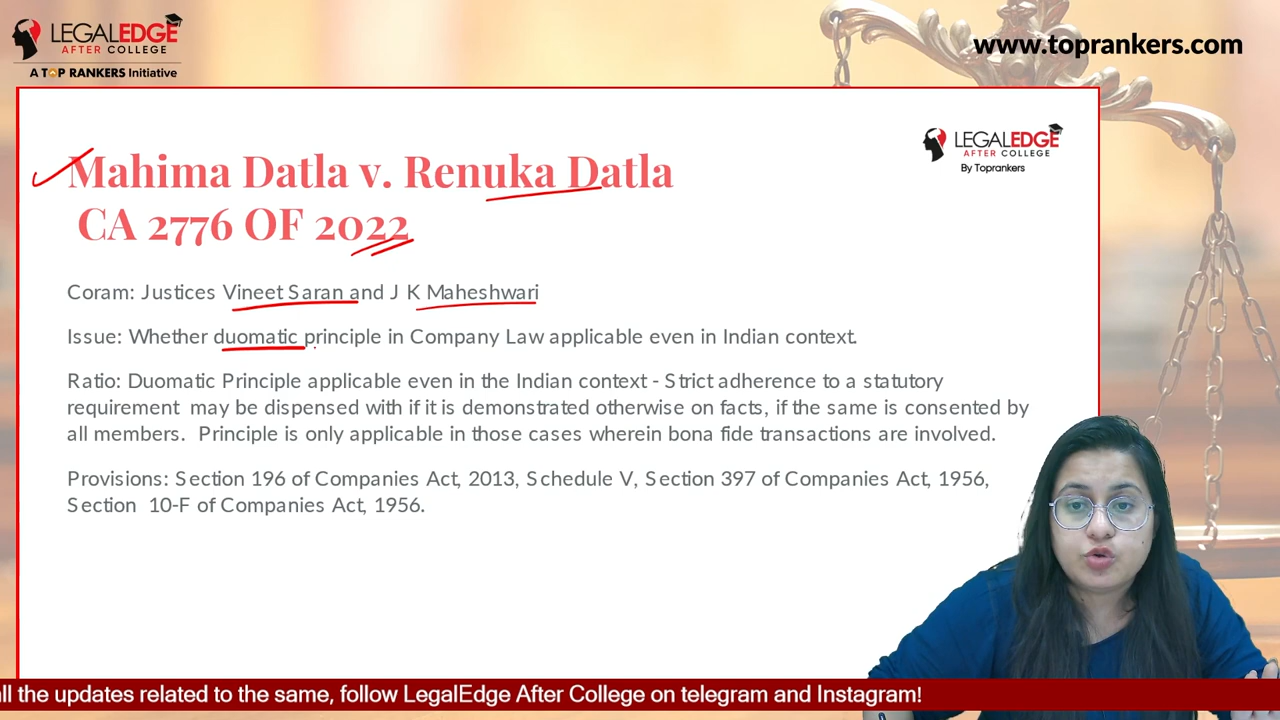 LEGALEDGE
AFTER COLLEGE
A TOP RANKERS Initiative
www.toprankers.com
LEGALEDGE
AFTER COLLEGE
By Toprankers
Mahima Datla v. Renuka Datla
CA 2776 OF 2022
Coram: Justices Vineet Saran and J K Maheshwari
Issue: Whether duomatic principle in Company Law applicable even in Indian context.
Ratio: Duomatic Principle applicable even in the Indian context - Strict adherence to a statutory
requirement may be dispensed with if it is demonstrated otherwise on facts, if the same is consented by
all members. Principle is only applicable in those cases wherein bona fide transactions are involved.
Provisions: Section 196 of Companies Act, 2013, Schedule V, Section 397 of Companies Act, 1956,
Section 10-F of Companies Act, 1956.
all the updates related to the same, follow LegalEdge After College on telegram and Instagram!